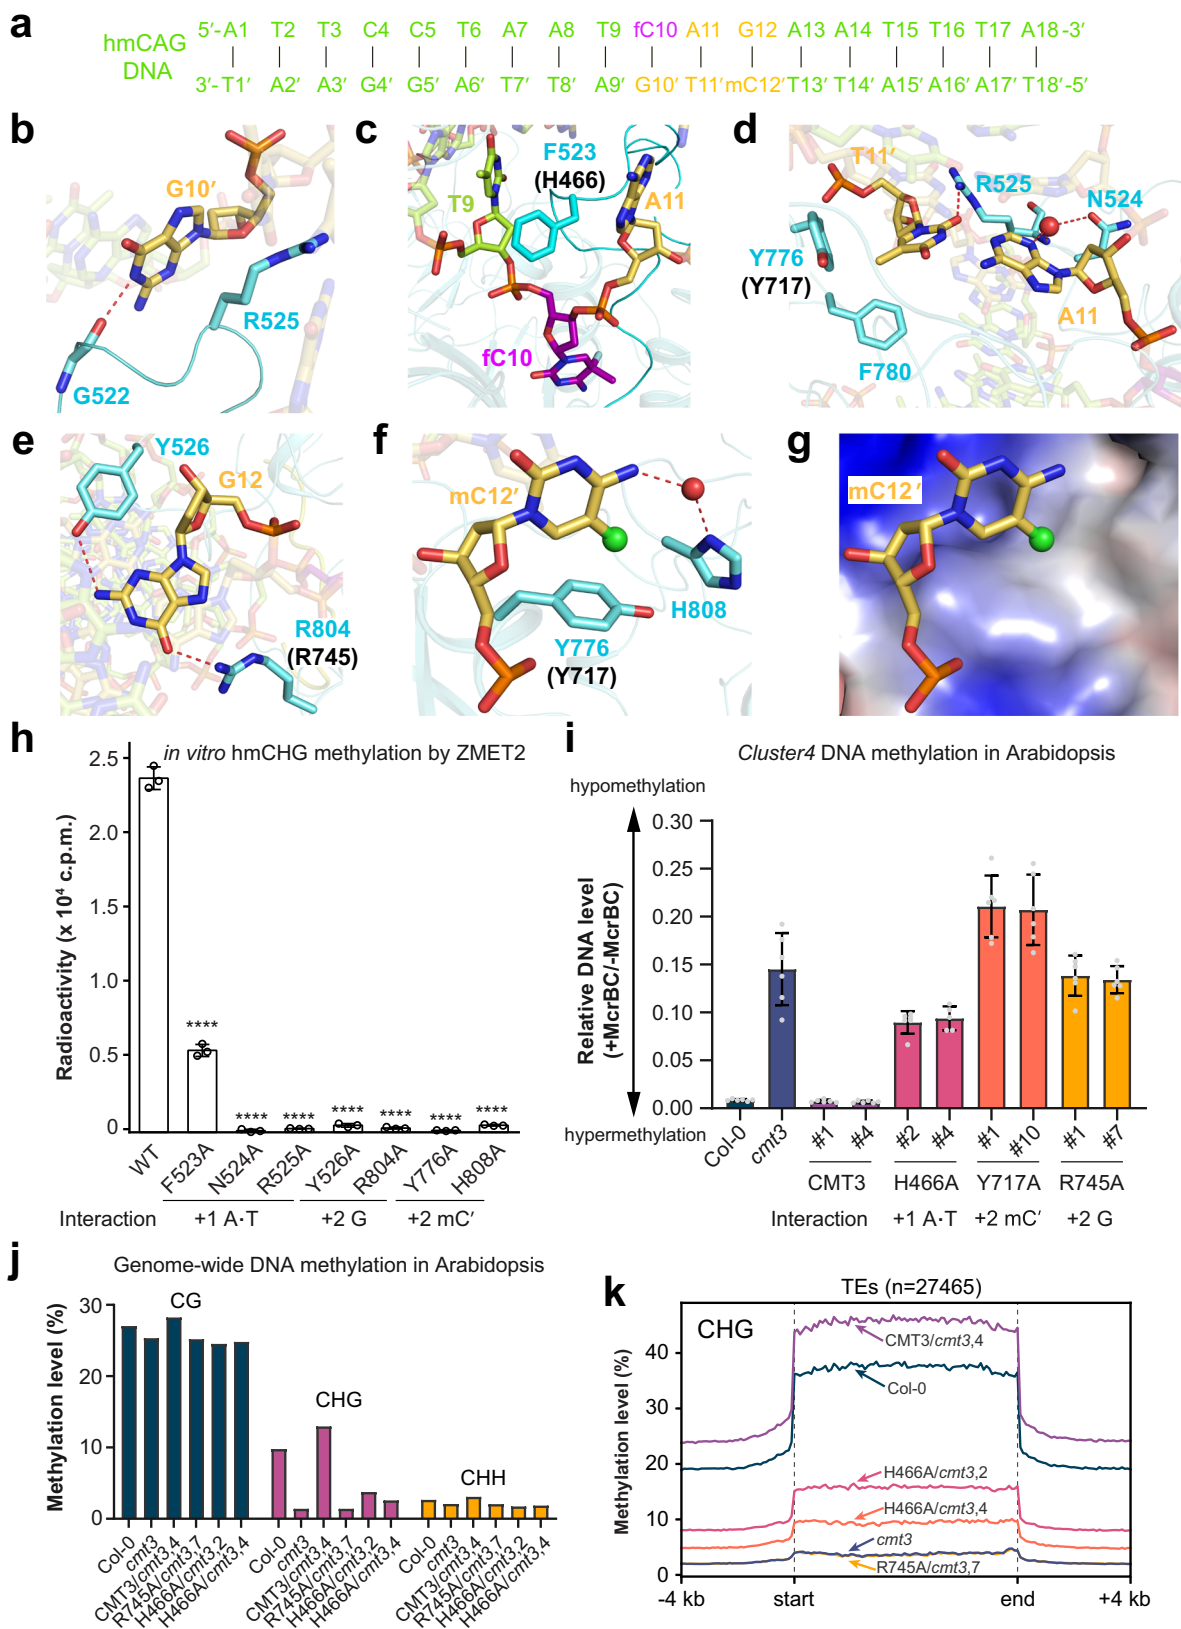 a
5′-A1 T2 T3 C4 C5 T6 A7 A8 T9 fC10 A11 G12 A13 A14 T15 T16 T17 A18-3′
hmCAG
DNA
3′-T1′ A2′ A3′ G4′ G5′ A6′ T7′ T8′ A9′ G10′ T11′ mC12′ T13′ T14′ A15′ A16′ A17′ T18′-5′
b
G10′
R525
G522
c
F523
(H466)
T9
A11
fC10
d
T11′
R525
N524
Y776
(Y717)
A11
F780
e
Y526
G12
R804
(R745)
f
mC12′
H808
Y776
(Y717)
g
mC12′
h
in vitro hmCHG methylation by ZMET2
Radioactivity (x 10⁴ c.p.m.)
2.5
2.0
1.5
1.0
0.5
0
****
**** **** **** **** **** ****
WT F523A N524A R525A Y526A R804A Y776A H808A
Interaction +1 A·T +2 G +2 mC′
i
Cluster4 DNA methylation in Arabidopsis
hypomethylation
Relative DNA level
(+McrBC/-McrBC)
0.30
0.25
0.20
0.15
0.10
0.05
0.00
hypermethylation
Col-0 cmt3 #1 #4 #2 #4 #1 #10 #1 #7
CMT3 H466A Y717A R745A
Interaction +1 A·T +2 mC′ +2 G
j
Genome-wide DNA methylation in Arabidopsis
Methylation level (%)
30
20
10
0
CG
CHG
CHH
Col-0 cmt3 CMT3/cmt3,4 R745A/cmt3,7 H466A/cmt3,2 H466A/cmt3,4
Col-0 cmt3 CMT3/cmt3,4 R745A/cmt3,7 H466A/cmt3,2 H466A/cmt3,4
Col-0 cmt3 CMT3/cmt3,4 R745A/cmt3,7 H466A/cmt3,2 H466A/cmt3,4
k
TEs (n=27465)
CHG
Methylation level (%)
40
30
20
10
0
CMT3/cmt3,4
Col-0
H466A/cmt3,2
H466A/cmt3,4
cmt3
R745A/cmt3,7
-4 kb start end +4 kb